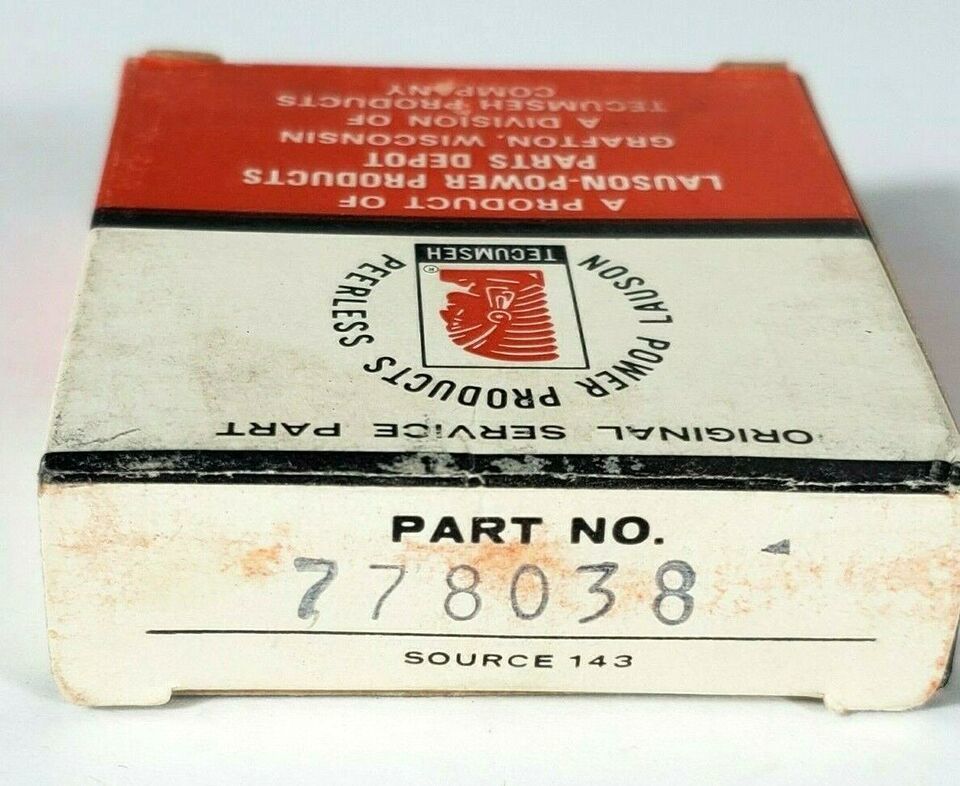 A PRODUCT OF
LAUSON-POWER PRODUCTS
PARTS DEPOT
GRAFTON, WISCONSIN
A DIVISION OF
TECUMSEH PRODUCTS
COMPANY
TECUMSEH
®
LAUSON POWER PRODUCTS PEERLESS
ORIGINAL SERVICE PART
PART NO.
778038
SOURCE 143